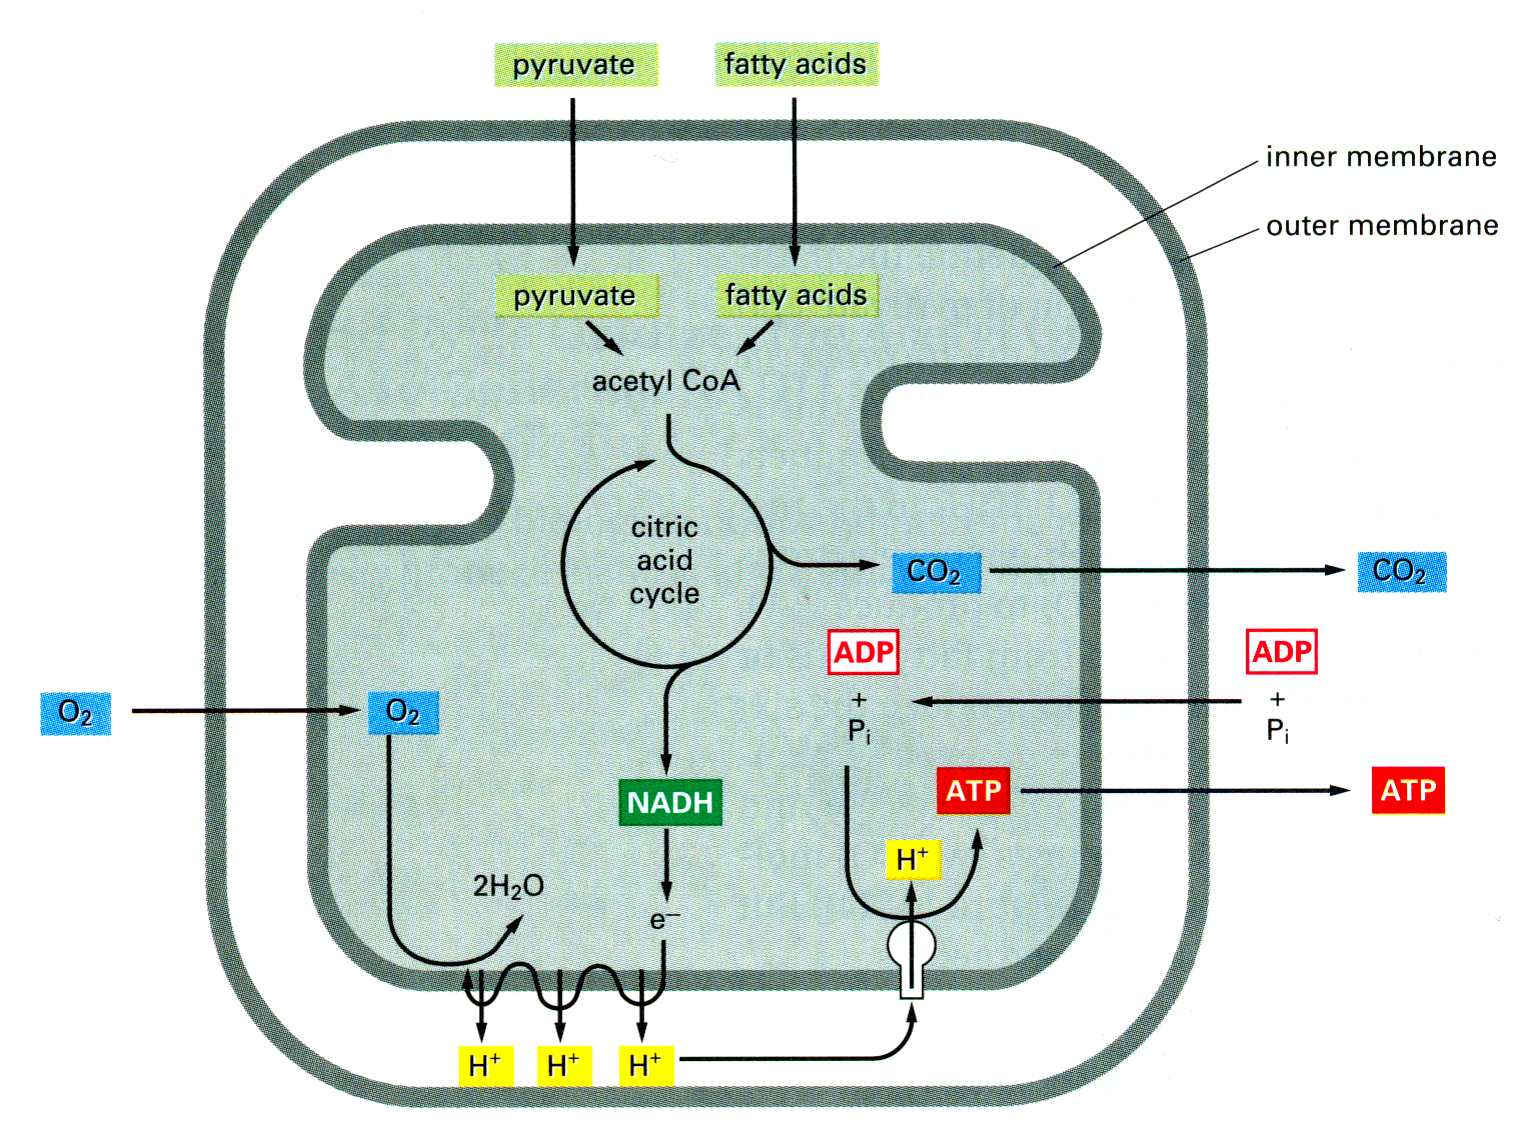 pyruvate
fatty acids
inner membrane
outer membrane
pyruvate
fatty acids
acetyl CoA
citric
acid
cycle
CO₂
CO₂
ADP
+
Pᵢ
ADP
+
Pᵢ
O₂
O₂
NADH
ATP
ATP
H⁺
2H₂O
e⁻
H⁺
H⁺
H⁺